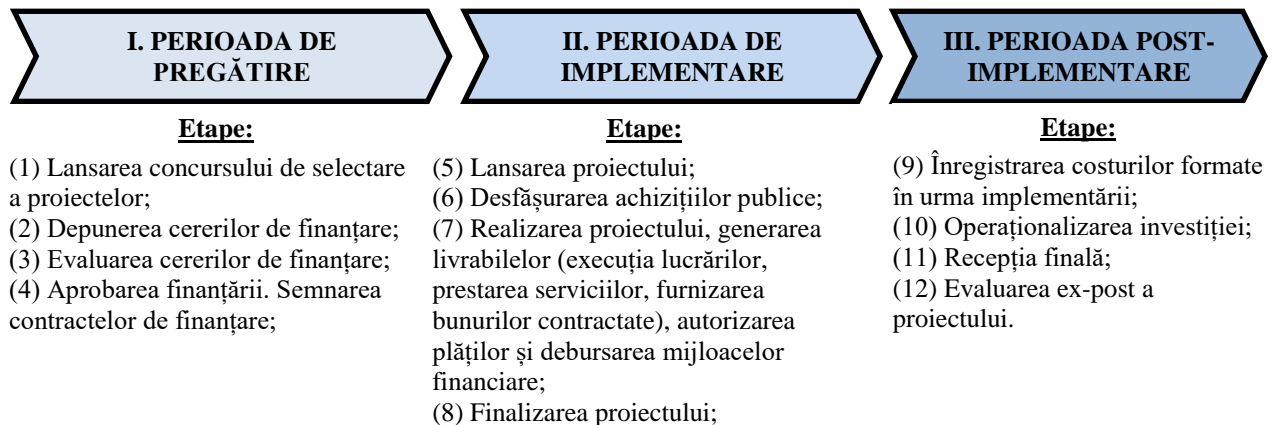 I. PERIOADA DE
PREGĂTIRE
Etape:
(1) Lansarea concursului de selectare
a proiectelor;
(2) Depunerea cererilor de finanțare;
(3) Evaluarea cererilor de finanțare;
(4) Aprobarea finanțării. Semnarea
contractelor de finanțare;
II. PERIOADA DE
IMPLEMENTARE
Etape:
(5) Lansarea proiectului;
(6) Desfășurarea achizițiilor publice;
(7) Realizarea proiectului, generarea
livrabilelor (execuția lucrărilor,
prestarea serviciilor, furnizarea
bunurilor contractate), autorizarea
plăților și debursarea mijloacelor
financiare;
(8) Finalizarea proiectului;
III. PERIOADA POST-
IMPLEMENTARE
Etape:
(9) Înregistrarea costurilor formate
în urma implementării;
(10) Operaționalizarea investiției;
(11) Recepția finală;
(12) Evaluarea ex-post a
proiectului.